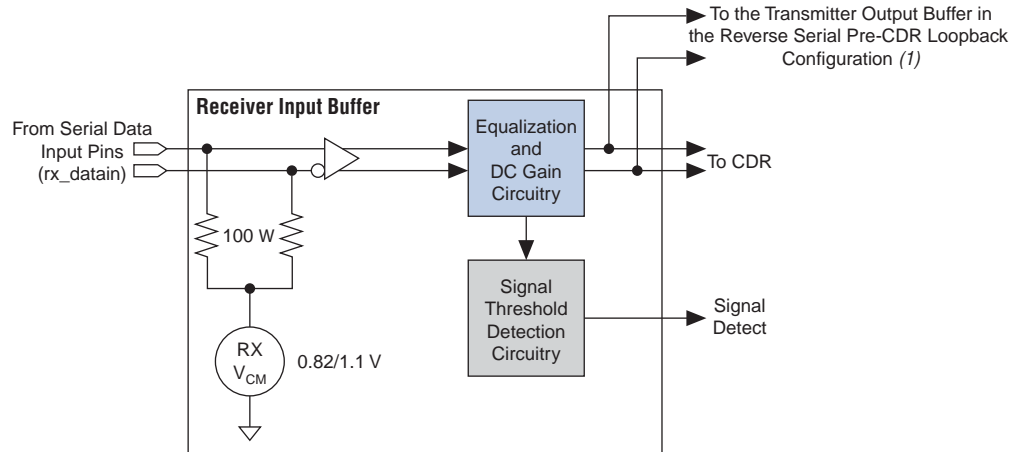 To the Transmitter Output Buffer in
the Reverse Serial Pre-CDR Loopback
Configuration (1)
Receiver Input Buffer
From Serial Data
Input Pins
(rx_datain)
Equalization
and
DC Gain
Circuitry
To CDR
100 W
Signal
Threshold
Detection
Circuitry
Signal
Detect
RX
VCM
0.82/1.1 V